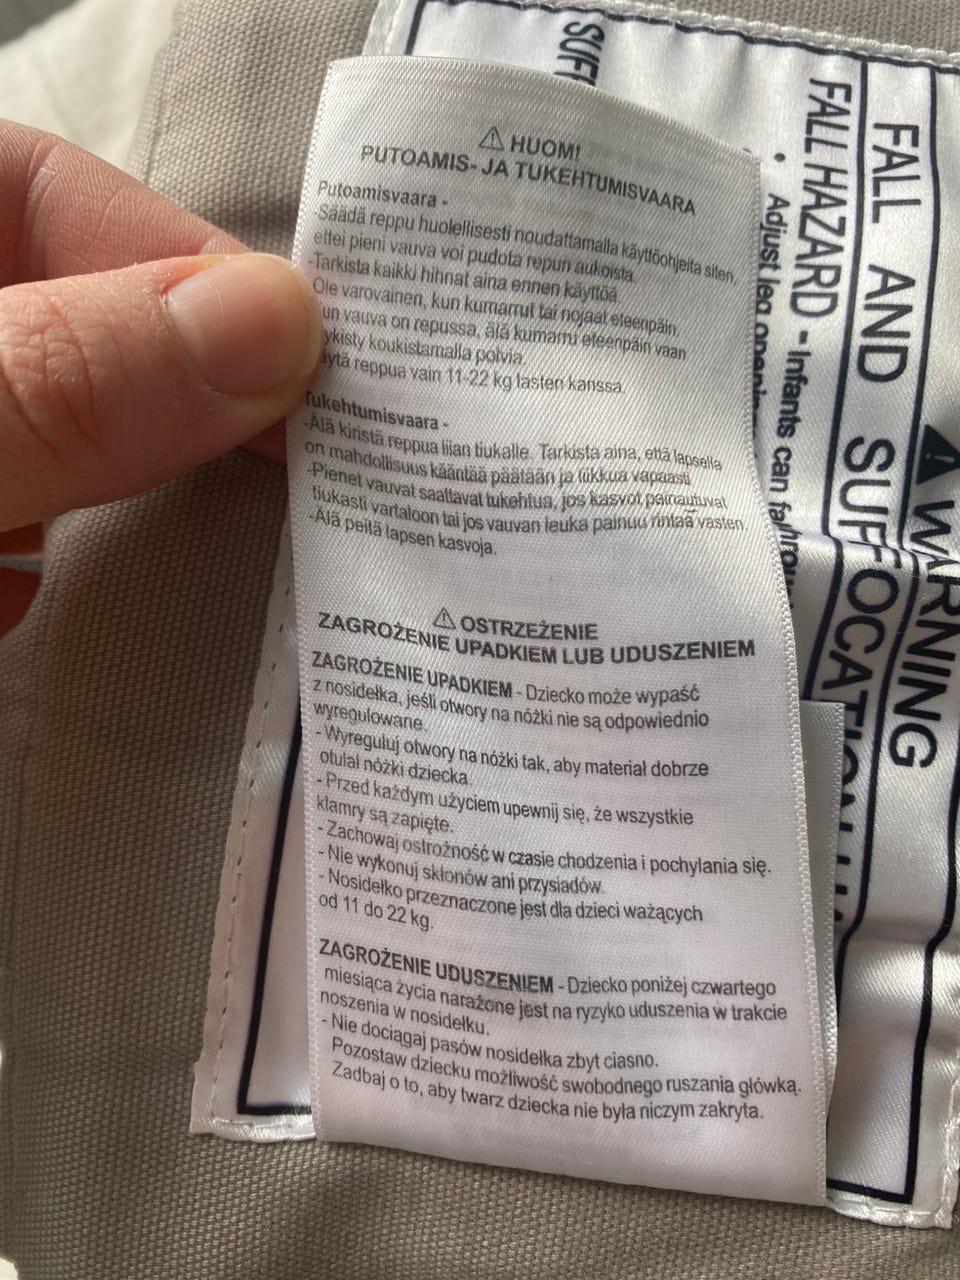 ⚠ HUOM!
PUTOAMIS- JA TUKEHTUMISVAARA
Putoamisvaara -
-Säädä reppu huolellisesti noudattamalla käyttöohjeita siten,
ettei pieni vauva voi pudota repun aukoista.
-Tarkista kaikki hihnat aina ennen käyttöä.
Ole varovainen, kun kumarrut tai nojaat eteenpäin.
un vauva on repussa, älä kumarru eteenpäin vaan
ykisty koukistamalla polvia.
äytä reppua vain 11-22 kg lasten kanssa.
Tukehtumisvaara -
-Älä kiristä reppua liian tiukalle. Tarkista aina, että lapsella
on mahdollisuus kääntää päätään ja liikkua vapaasti
-Pienet vauvat saattavat tukehtua, jos kasvot painautuvat
tiukasti vartaloon tai jos vauvan leuka painuu rintaa vasten.
-Älä peitä lapsen kasvoja.
⚠ OSTRZEŻENIE
ZAGROŻENIE UPADKIEM LUB UDUSZENIEM
ZAGROŻENIE UPADKIEM - Dziecko może wypaść
z nosidełka, jeśli otwory na nóżki nie są odpowiednio
wyregulowane.
- Wyreguluj otwory na nóżki tak, aby materiał dobrze
otulał nóżki dziecka.
- Przed każdym użyciem upewnij się, że wszystkie
klamry są zapięte.
- Zachowaj ostrożność w czasie chodzenia i pochylania się.
- Nie wykonuj skłonów ani przysiadów.
- Nosidełko przeznaczone jest dla dzieci ważących
od 11 do 22 kg.
ZAGROŻENIE UDUSZENIEM - Dziecko poniżej czwartego
miesiąca życia narażone jest na ryzyko uduszenia w trakcie
noszenia w nosidełku.
- Nie dociągaj pasów nosidełka zbyt ciasno.
Pozostaw dziecku możliwość swobodnego ruszania główką.
Zadbaj o to, aby twarz dziecka nie była niczym zakryta.
⚠ WARNING
FALL AND SUFFOCATION HA
FALL HAZARD - Infants can fa
• Adjust leg openin
SUFF